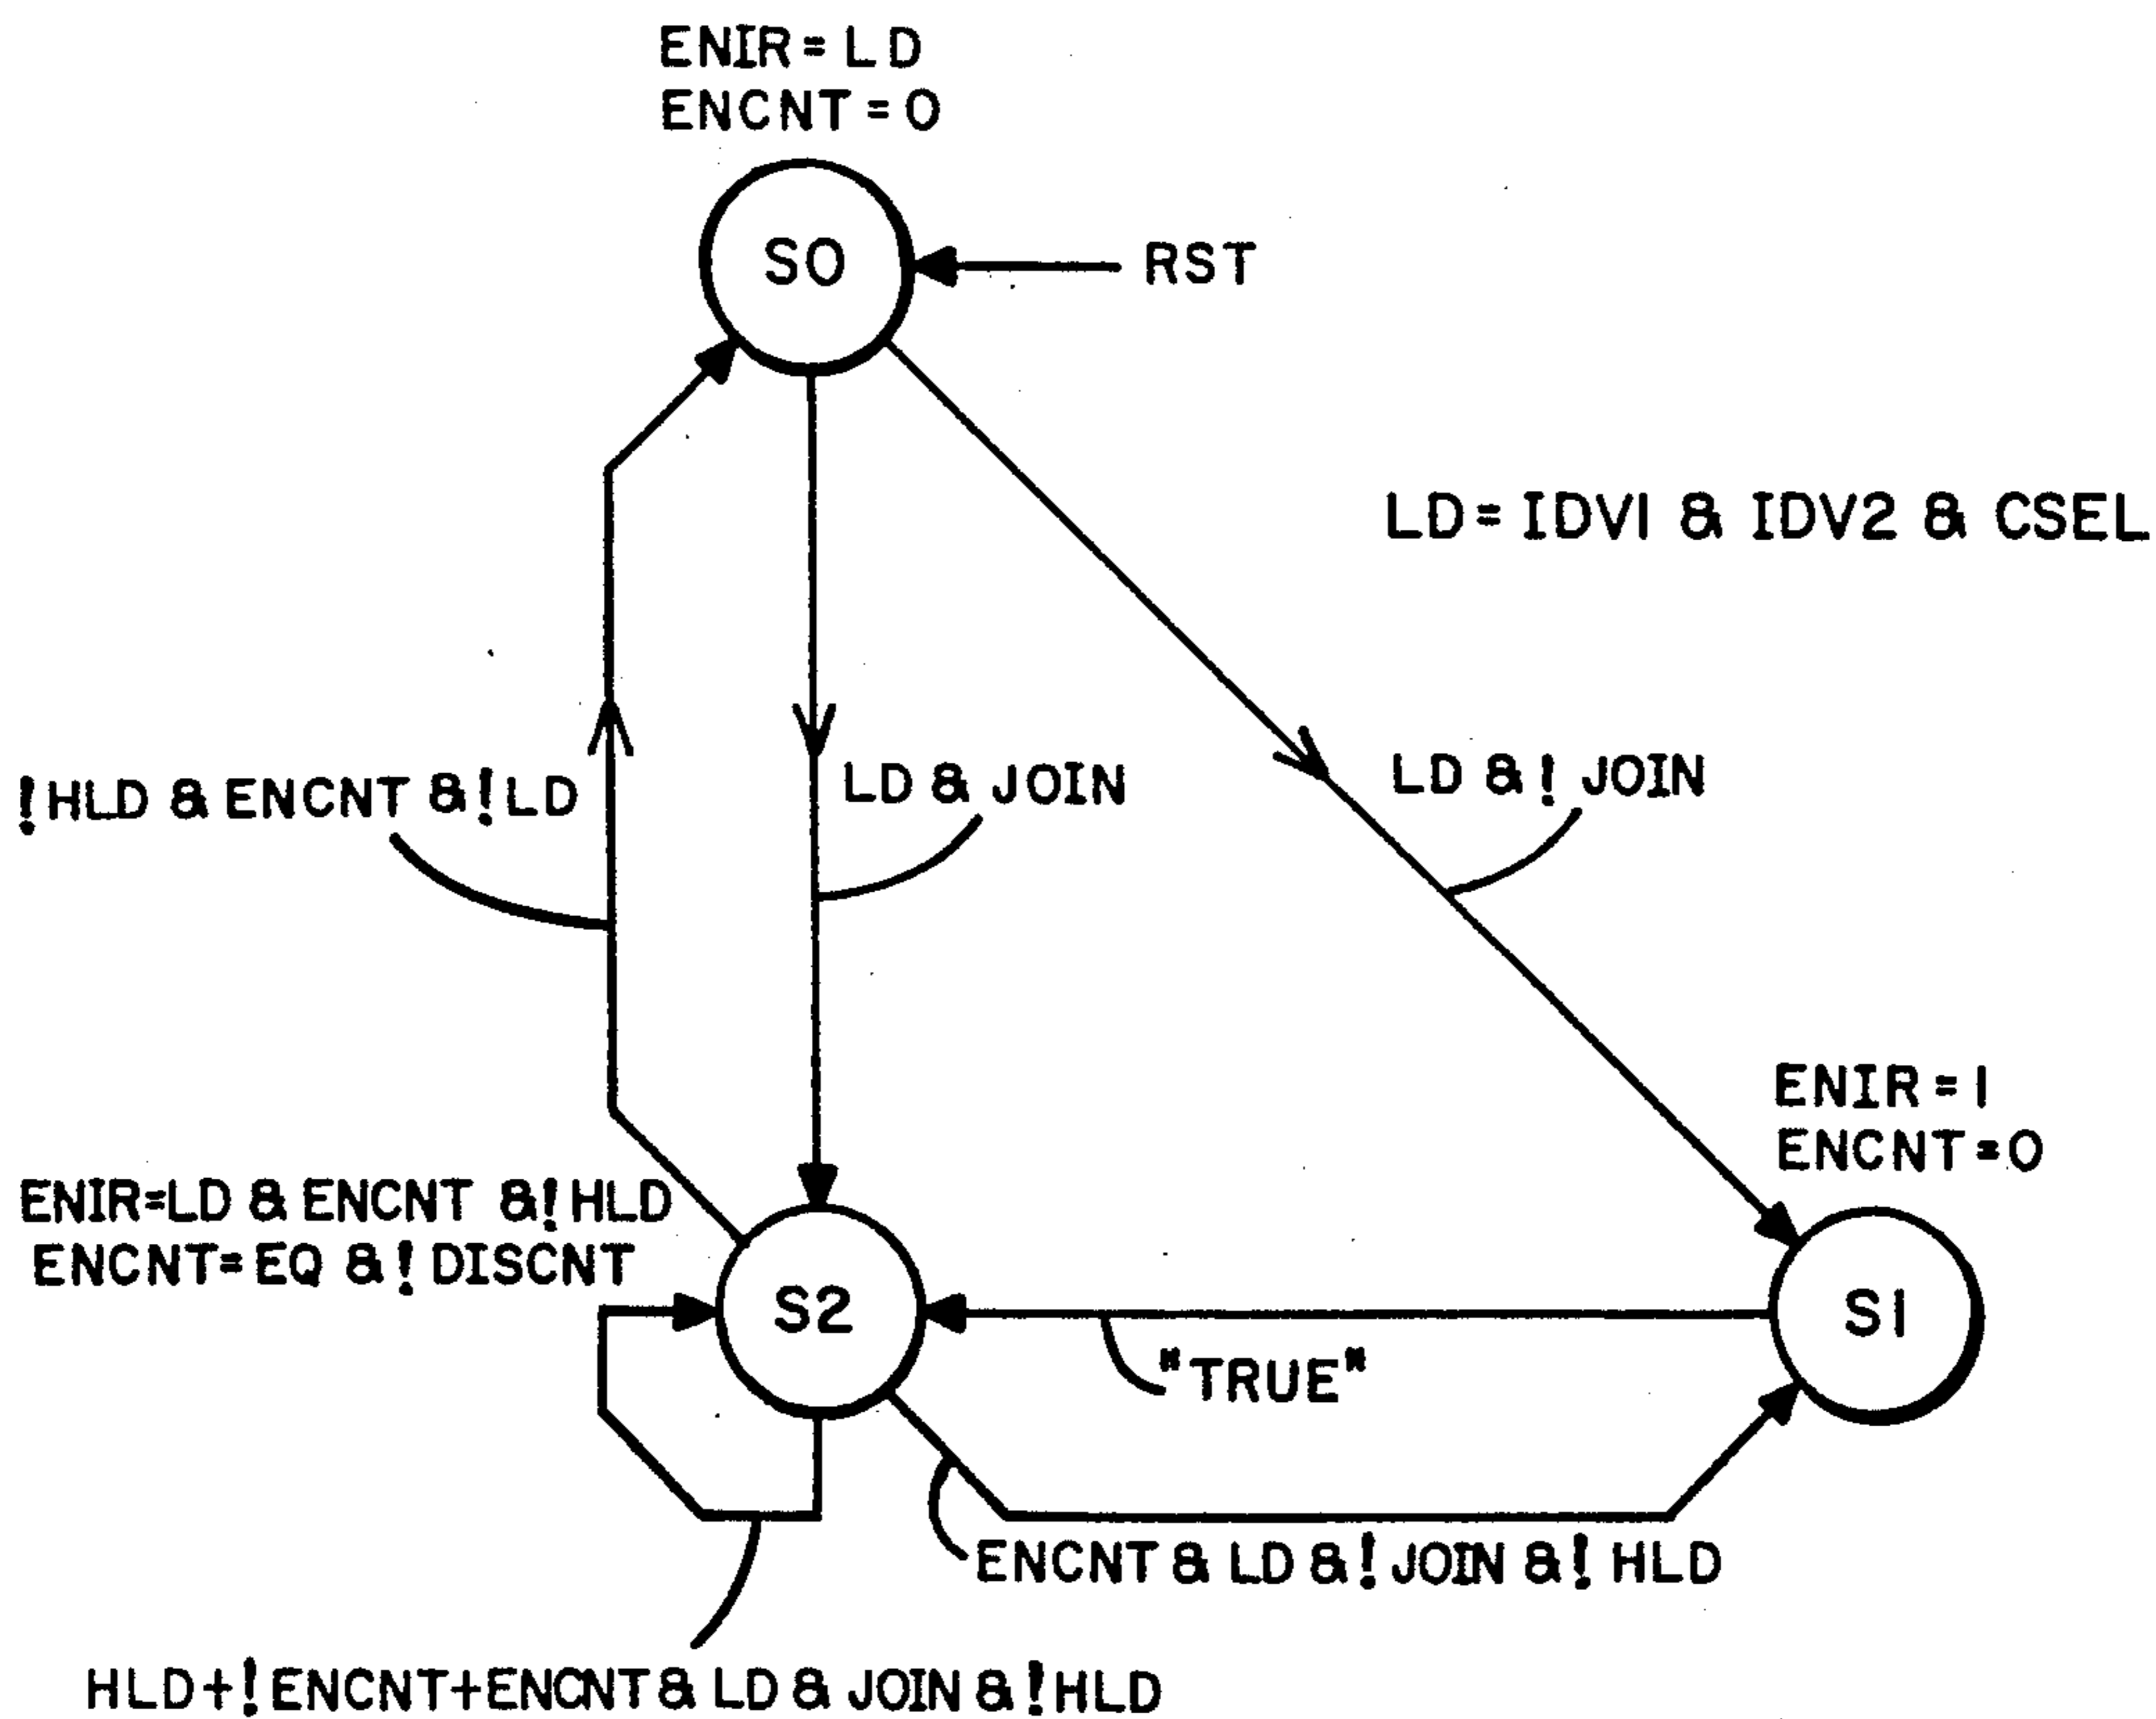 ENIR=LD
ENCNT=0
S0
RST
LD=IDV1 & IDV2 & CSEL
!HLD & ENCNT &!LD
LD & JOIN
LD &! JOIN
ENIR=1
ENCNT=0
ENIR=LD & ENCNT &!HLD
ENCNT=EQ &!DISCNT
S2
S1
"TRUE"
ENCNT & LD &!JOIN &! HLD
HLD+!ENCNT+ENCNT& LD & JOIN &!HLD